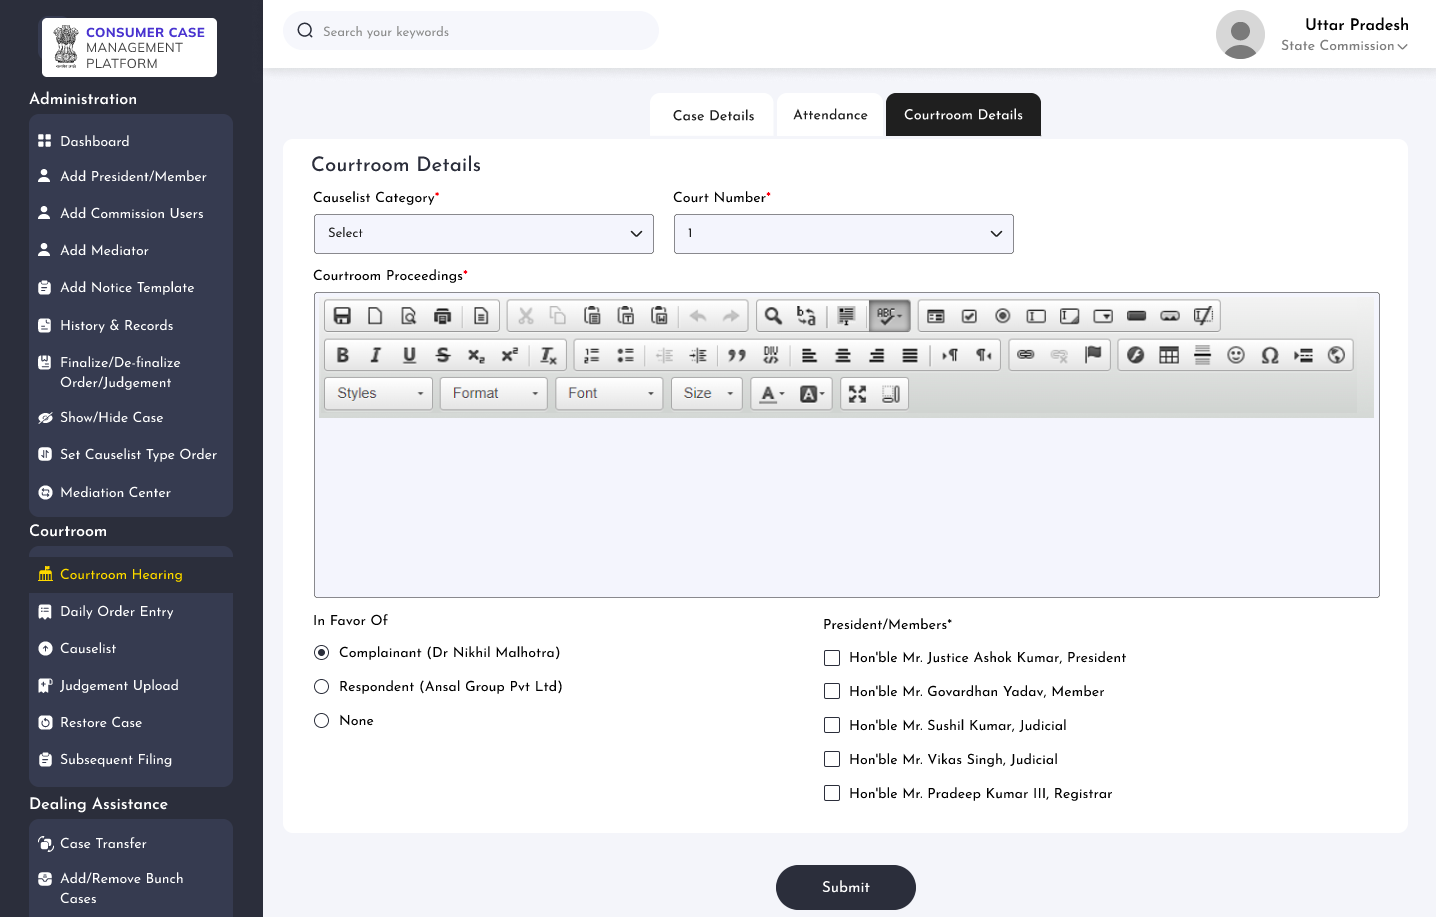 CONSUMER CASE
MANAGEMENT
PLATFORM
Search your keywords
Uttar Pradesh
State Commission
Administration
Dashboard
Add President/Member
Add Commission Users
Add Mediator
Add Notice Template
History & Records
Finalize/De-finalize
Order/Judgement
Show/Hide Case
Set Causelist Type Order
Mediation Center
Courtroom
Courtroom Hearing
Daily Order Entry
Causelist
Judgement Upload
Restore Case
Subsequent Filing
Dealing Assistance
Case Transfer
Add/Remove Bunch
Cases
Case Details
Attendance
Courtroom Details
Courtroom Details
Causelist Category*
Court Number*
Select
1
Courtroom Proceedings*
ABC
B I U S x₂ x² Tx
DIV
Styles
Format
Font
Size
A
A
In Favor Of
Complainant (Dr Nikhil Malhotra)
Respondent (Ansal Group Pvt Ltd)
None
President/Members*
Hon'ble Mr. Justice Ashok Kumar, President
Hon'ble Mr. Govardhan Yadav, Member
Hon'ble Mr. Sushil Kumar, Judicial
Hon'ble Mr. Vikas Singh, Judicial
Hon'ble Mr. Pradeep Kumar III, Registrar
Submit